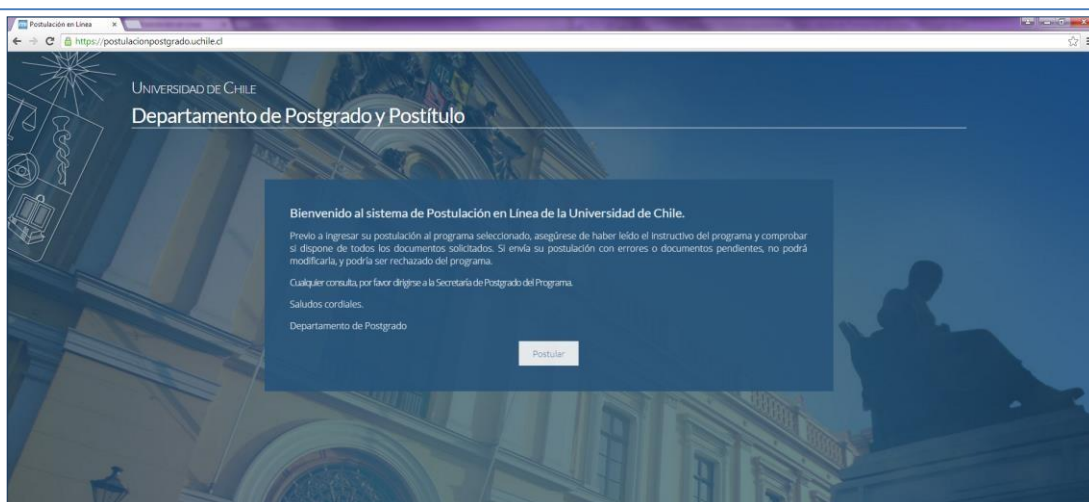 Postulación en Línea
https://postulacionpostgrado.uchile.cl
UNIVERSIDAD DE CHILE
Departamento de Postgrado y Postítulo
Bienvenido al sistema de Postulación en Línea de la Universidad de Chile.
Previo a ingresar su postulación al programa seleccionado, asegúrese de haber leído el instructivo del programa y comprobar
si dispone de todos los documentos solicitados. Si envía su postulación con errores o documentos pendientes, no podrá
modificarla, y podría ser rechazado del programa.
Cualquier consulta, por favor dirigirse a la Secretaría de Postgrado del Programa.
Saludos cordiales.
Departamento de Postgrado
Postular